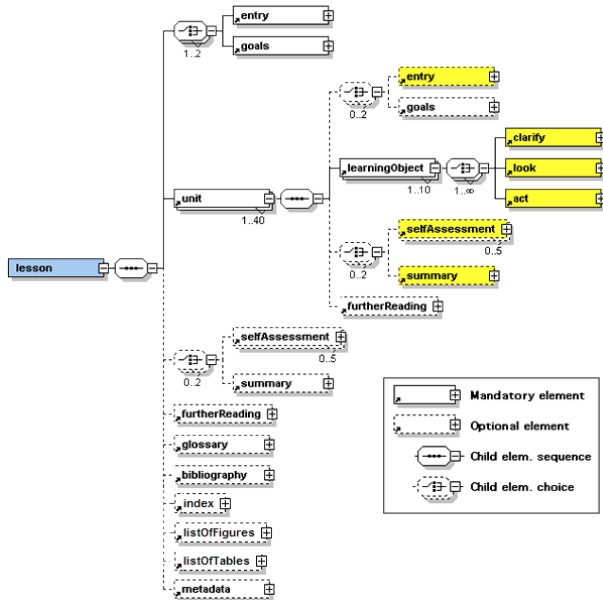 entry
goals
1..2
entry
goals
0..2
clarify
learningObject
look
1..10
1..∞
unit
act
1..40
selfAssessment
0..5
lesson
summary
0..2
furtherReading
selfAssessment
0..5
0..2
summary
Mandatory element
furtherReading
Optional element
glossary
Child elem. sequence
bibliography
Child elem. choice
index
listOfFigures
listOfTables
metadata